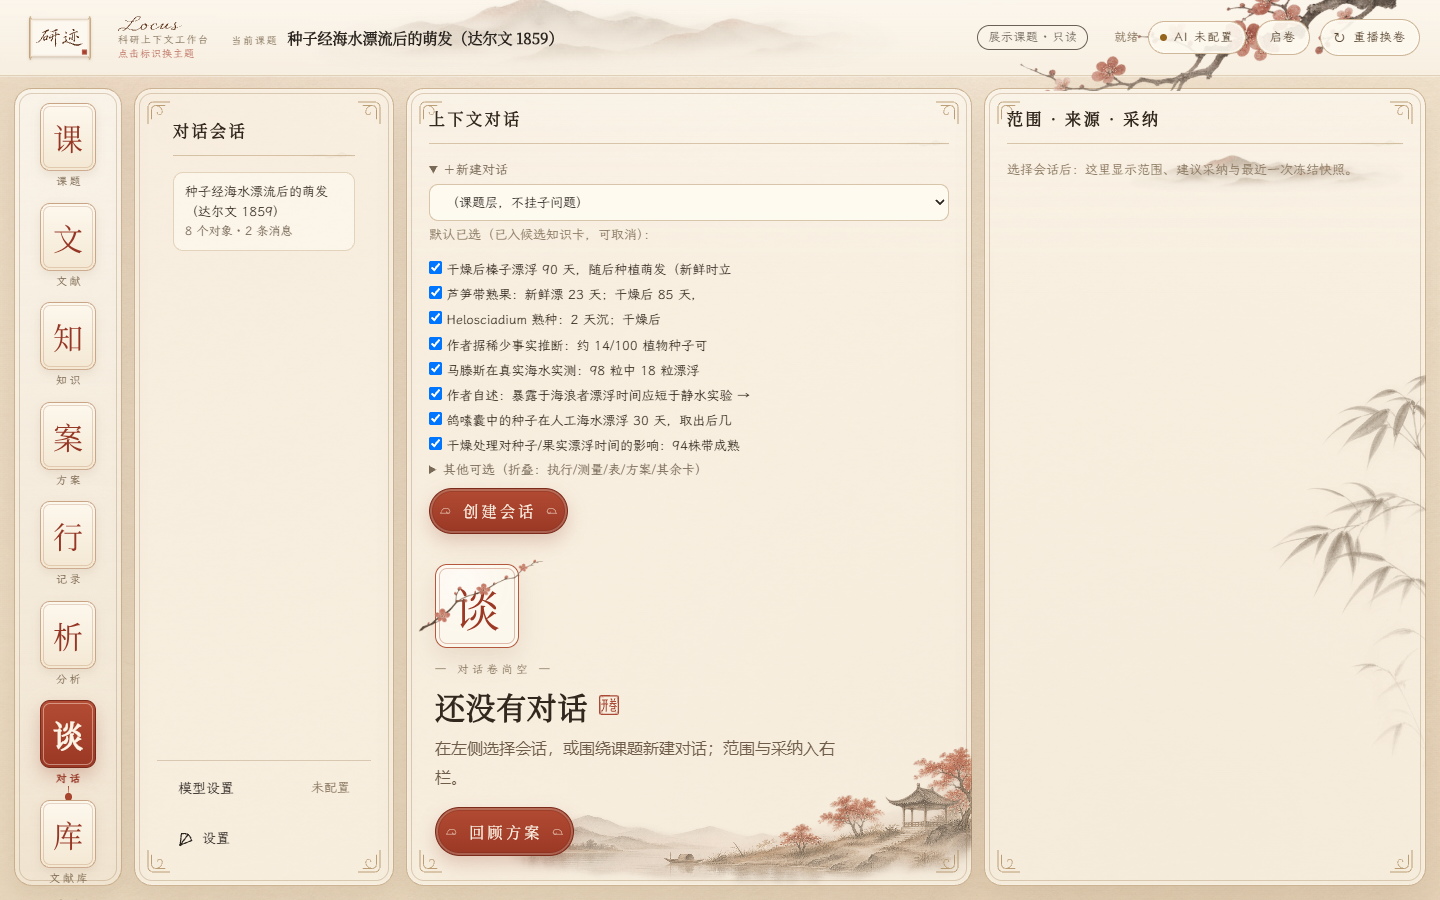 研迹
Locus
科研上下文工作台
点击标识换主题
当前课题 种子经海水漂流后的萌发（达尔文 1859）
展示课题·只读
就绪
AI 未配置
启卷
↻ 重播换卷
课
课题
文
文献
知
知识
案
方案
行
记录
析
分析
谈
对话
库
文献库
对话会话
种子经海水漂流后的萌发
（达尔文 1859）
8 个对象·2 条消息
模型设置 未配置
设置
上下文对话
▼ ＋新建对话
（课题层，不挂子问题）
默认已选（已入候选知识卡，可取消）：
干燥后榛子漂浮 90 天，随后种植萌发（新鲜时立
芦笋带熟果：新鲜漂 23 天；干燥后 85 天，
Helosciadium 熟种：2 天沉；干燥后
作者据稀少事实推断：约 14/100 植物种子可
马滕斯在真实海水实测：98 粒中 18 粒漂浮
作者自述：暴露于海浪者漂浮时间应短于静水实验 →
鸽嗉囊中的种子在人工海水漂浮 30 天，取出后几
干燥处理对种子/果实漂浮时间的影响：94株带成熟
▶ 其他可选（折叠：执行/测量/表/方案/其余卡）
创建会话
谈
— 对话卷尚空 —
还没有对话
在左侧选择会话，或围绕课题新建对话；范围与采纳入右
栏。
回顾方案
范围 · 来源 · 采纳
选择会话后：这里显示范围、建议采纳与最近一次冻结快照。